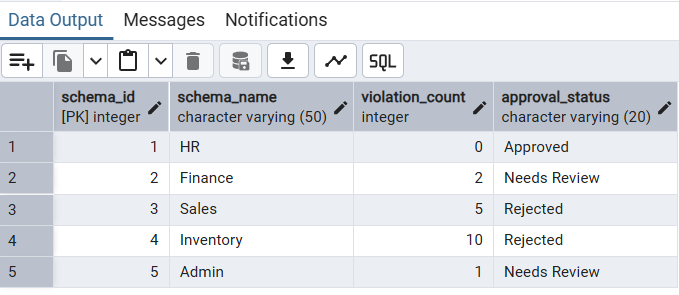 Data Output Messages Notifications
SQL
schema_id schema_name violation_count approval_status
[PK] integer character varying (50) integer character varying (20)
1 1 HR 0 Approved
2 2 Finance 2 Needs Review
3 3 Sales 5 Rejected
4 4 Inventory 10 Rejected
5 5 Admin 1 Needs Review